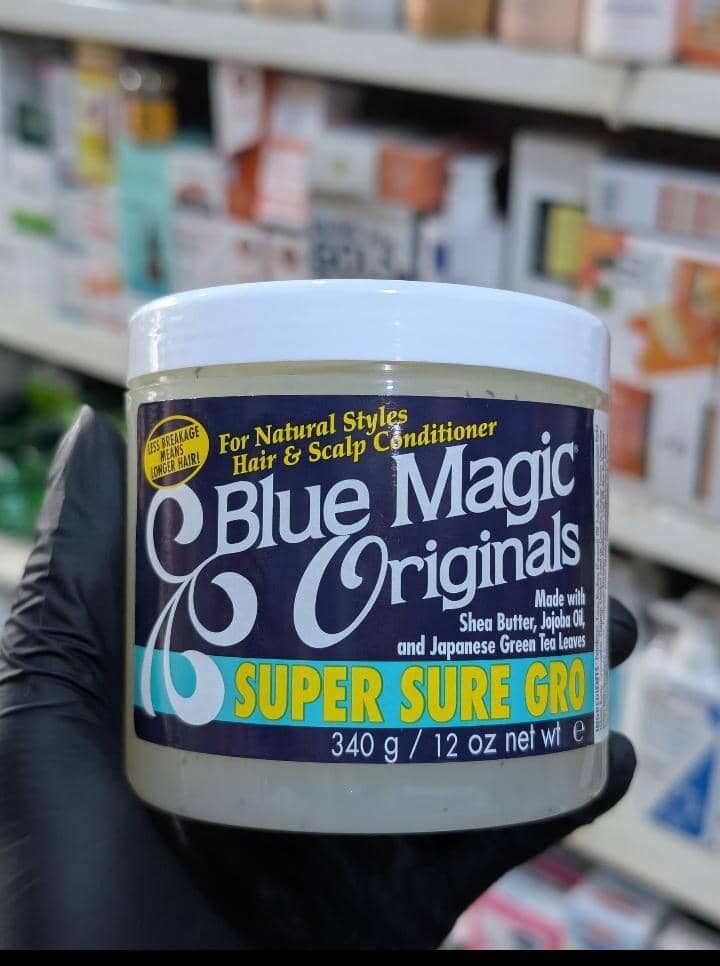 LESS BREAKAGE
MEANS
LONGER HAIR!
For Natural Styles
Hair & Scalp Conditioner
Blue Magic
Originals
Made with
Shea Butter, Jojoba Oil,
and Japanese Green Tea Leaves
SUPER SURE GRO
340 g / 12 oz net wt e